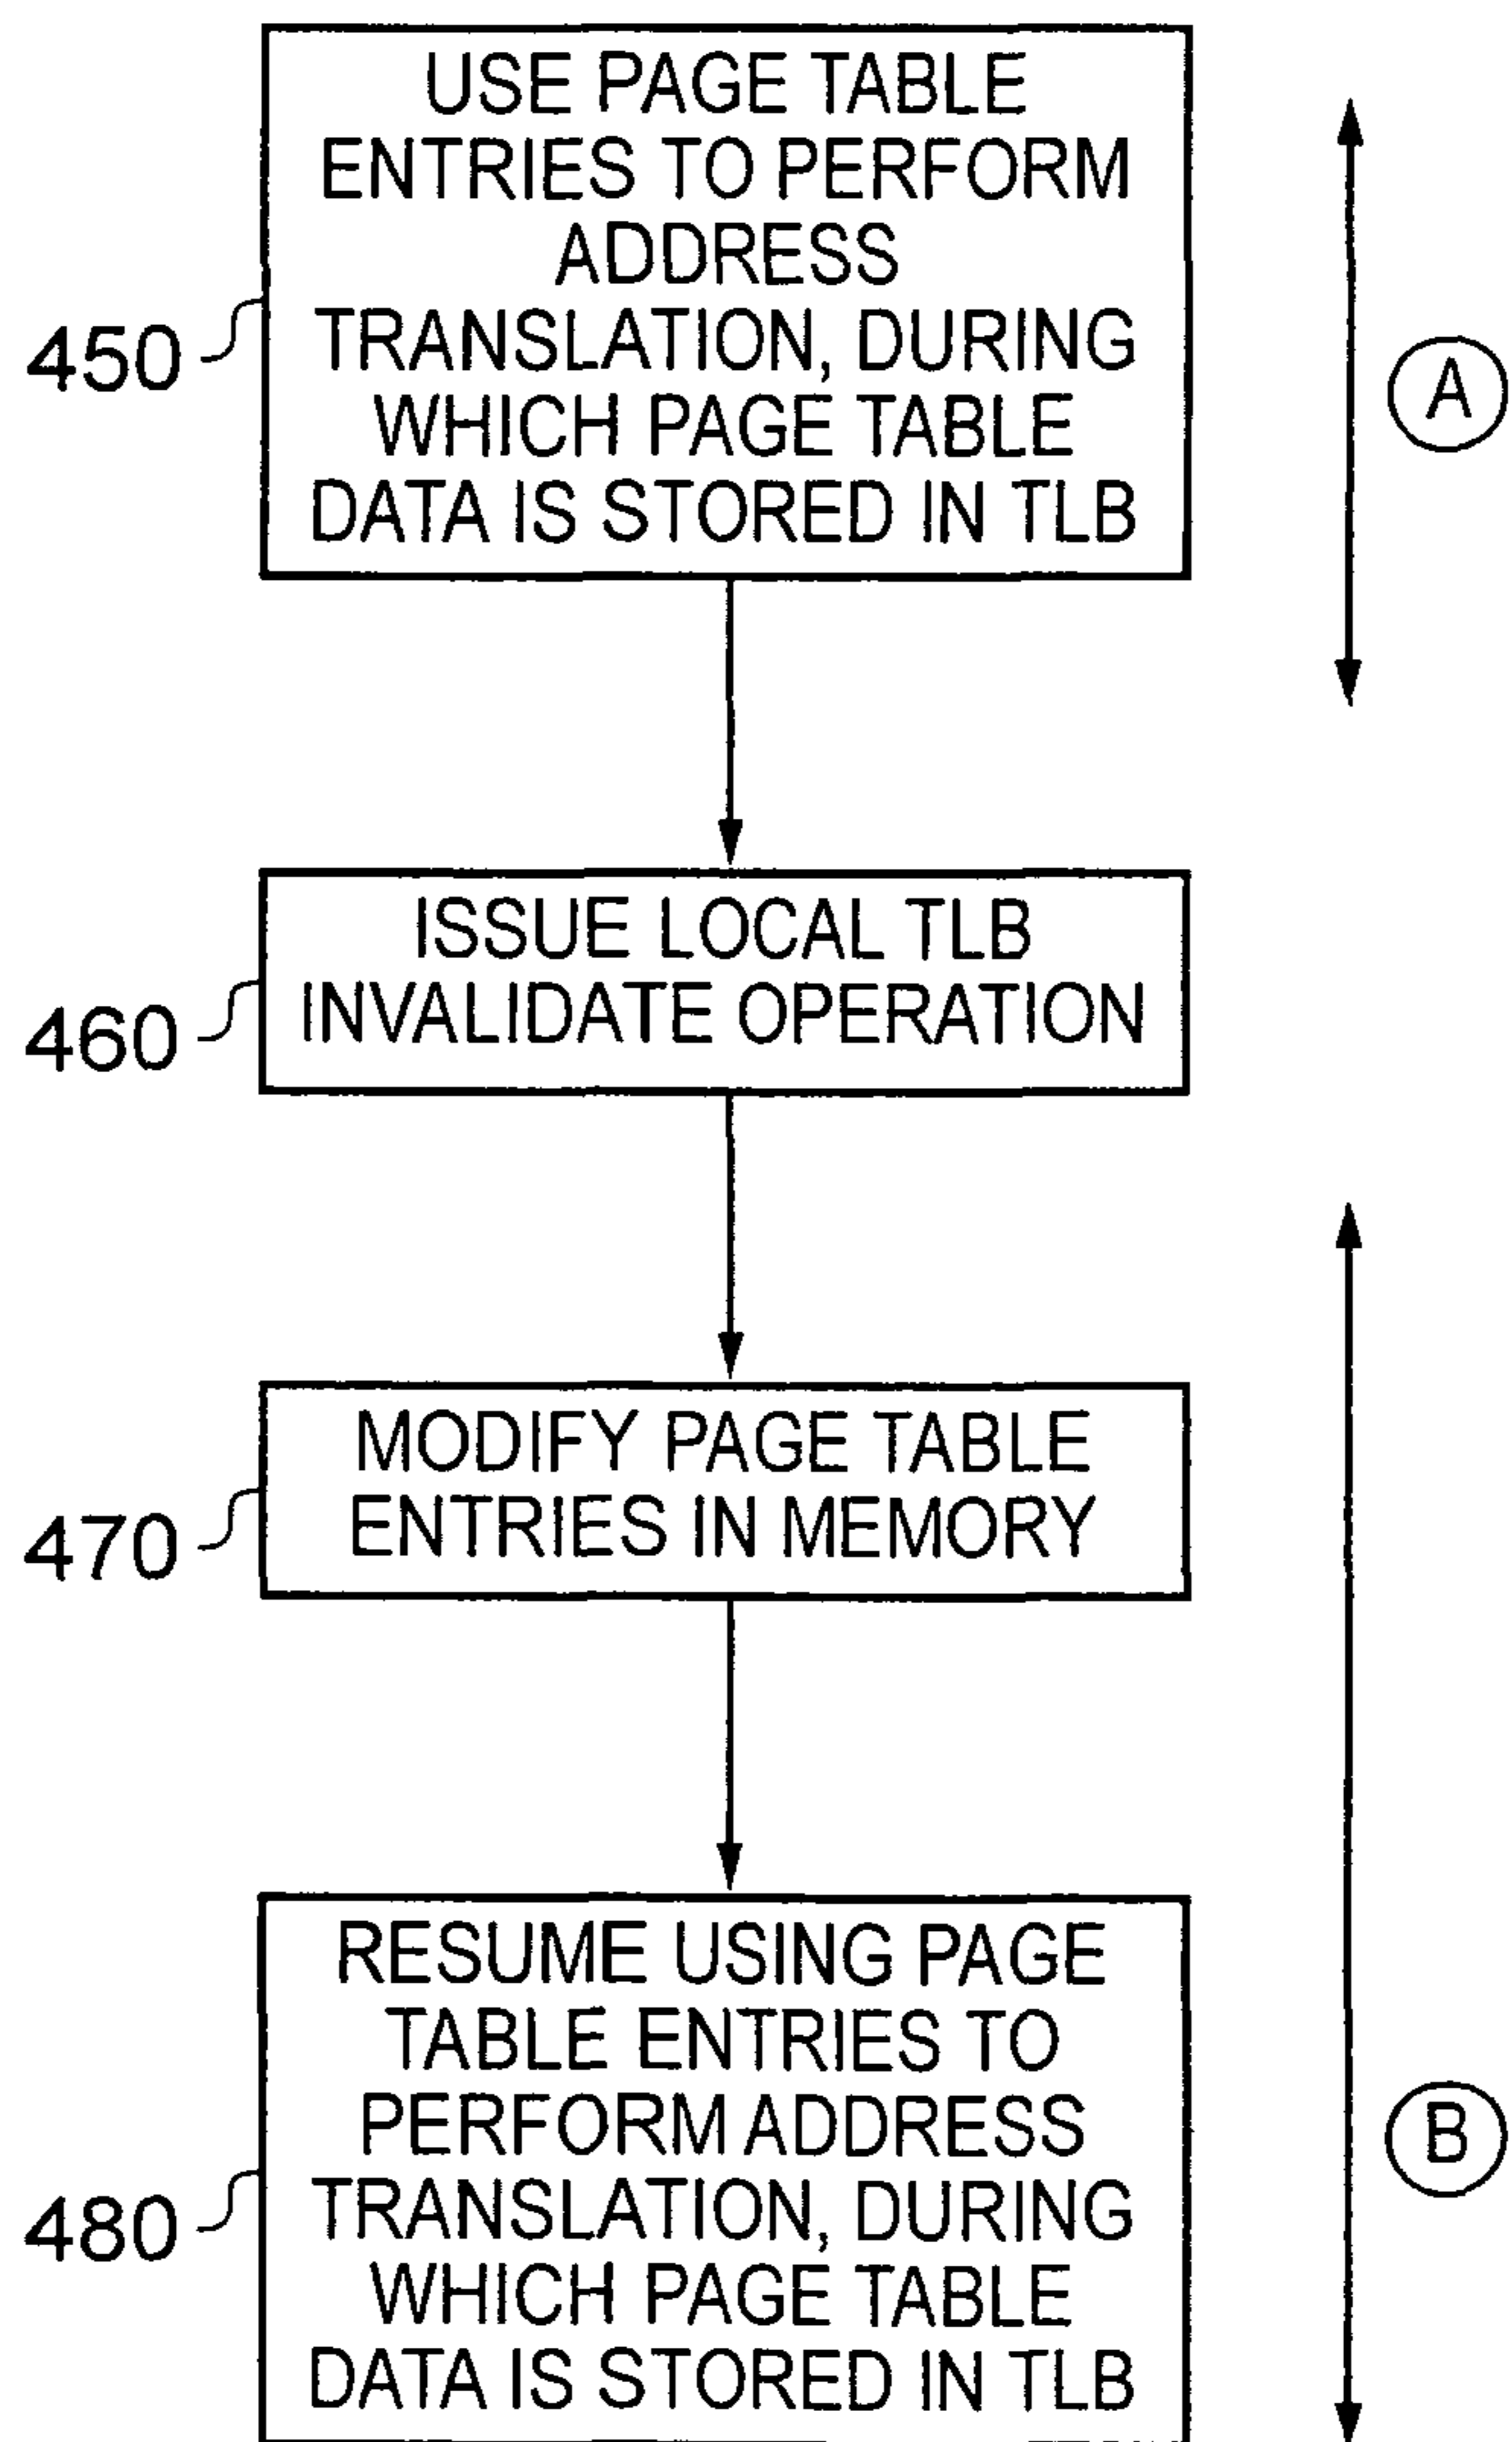 USE PAGE TABLE
ENTRIES TO PERFORM
ADDRESS
TRANSLATION, DURING
WHICH PAGE TABLE
DATA IS STORED IN TLB
450
A
ISSUE LOCAL TLB
INVALIDATE OPERATION
460
MODIFY PAGE TABLE
ENTRIES IN MEMORY
470
RESUME USING PAGE
TABLE ENTRIES TO
PERFORM ADDRESS
TRANSLATION, DURING
WHICH PAGE TABLE
DATA IS STORED IN TLB
480
B